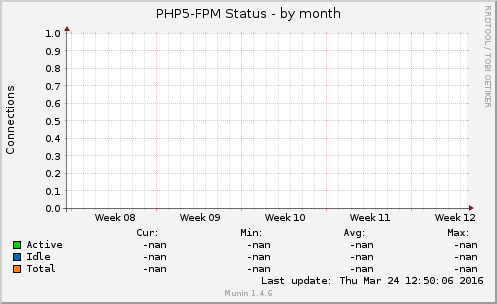 PHP5-FPM Status - by month
RRDTOOL / TOBI OETIKER
Connections
1.0
0.9
0.8
0.7
0.6
0.5
0.4
0.3
0.2
0.1
0.0
Week 08 Week 09 Week 10 Week 11 Week 12
Cur: Min: Avg: Max:
Active -nan -nan -nan -nan
Idle -nan -nan -nan -nan
Total -nan -nan -nan -nan
Last update: Thu Mar 24 12:50:06 2016
Munin 1.4.6